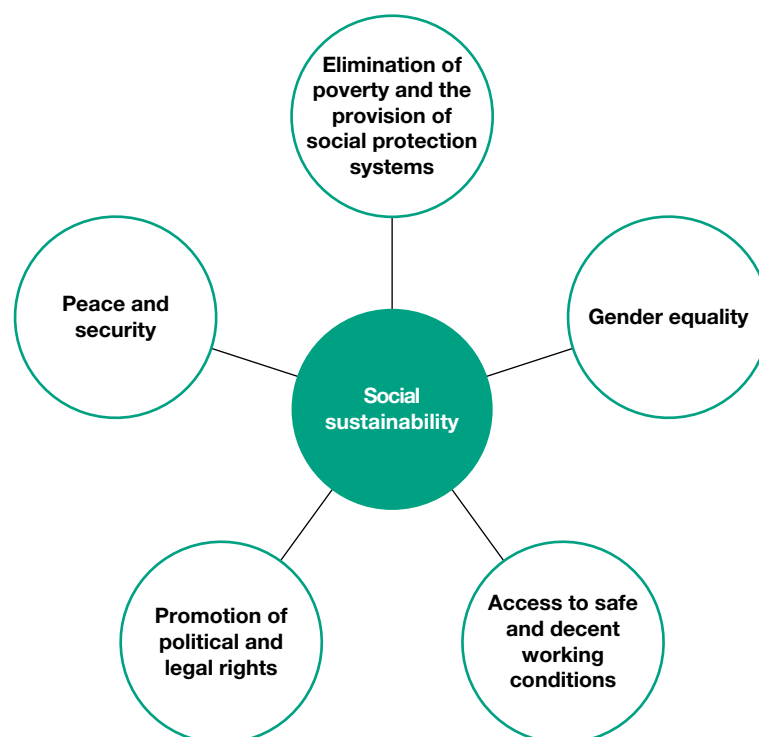 Elimination of
poverty and the
provision of
social protection
systems
Peace and
security
Gender equality
Social
sustainability
Promotion of
political and
legal rights
Access to safe
and decent
working
conditions